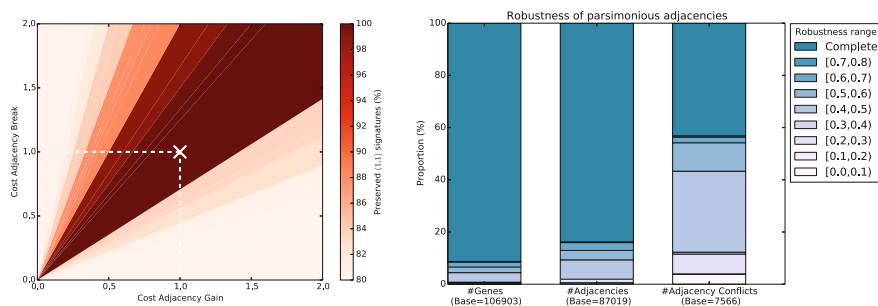 2,0
1,5
1,0
0,5
0,0
0,0
0,5
1,0
1,5
2,0
Cost Adjacency Break
Cost Adjacency Gain
100
98
96
94
92
90
88
86
84
82
80
Preserved (1,1) signatures (%)
Robustness of parsimonious adjacencies
100
80
60
40
20
0
Proportion (%)
#Genes
(Base=106903)
#Adjacencies
(Base=87019)
#Adjacency Conflicts
(Base=7566)
Robustness range
Complete
[0.7,0.8)
[0.6,0.7)
[0.5,0.6)
[0.4,0.5)
[0.3,0.4)
[0.2,0.3)
[0.1,0.2)
[0.0,0.1)